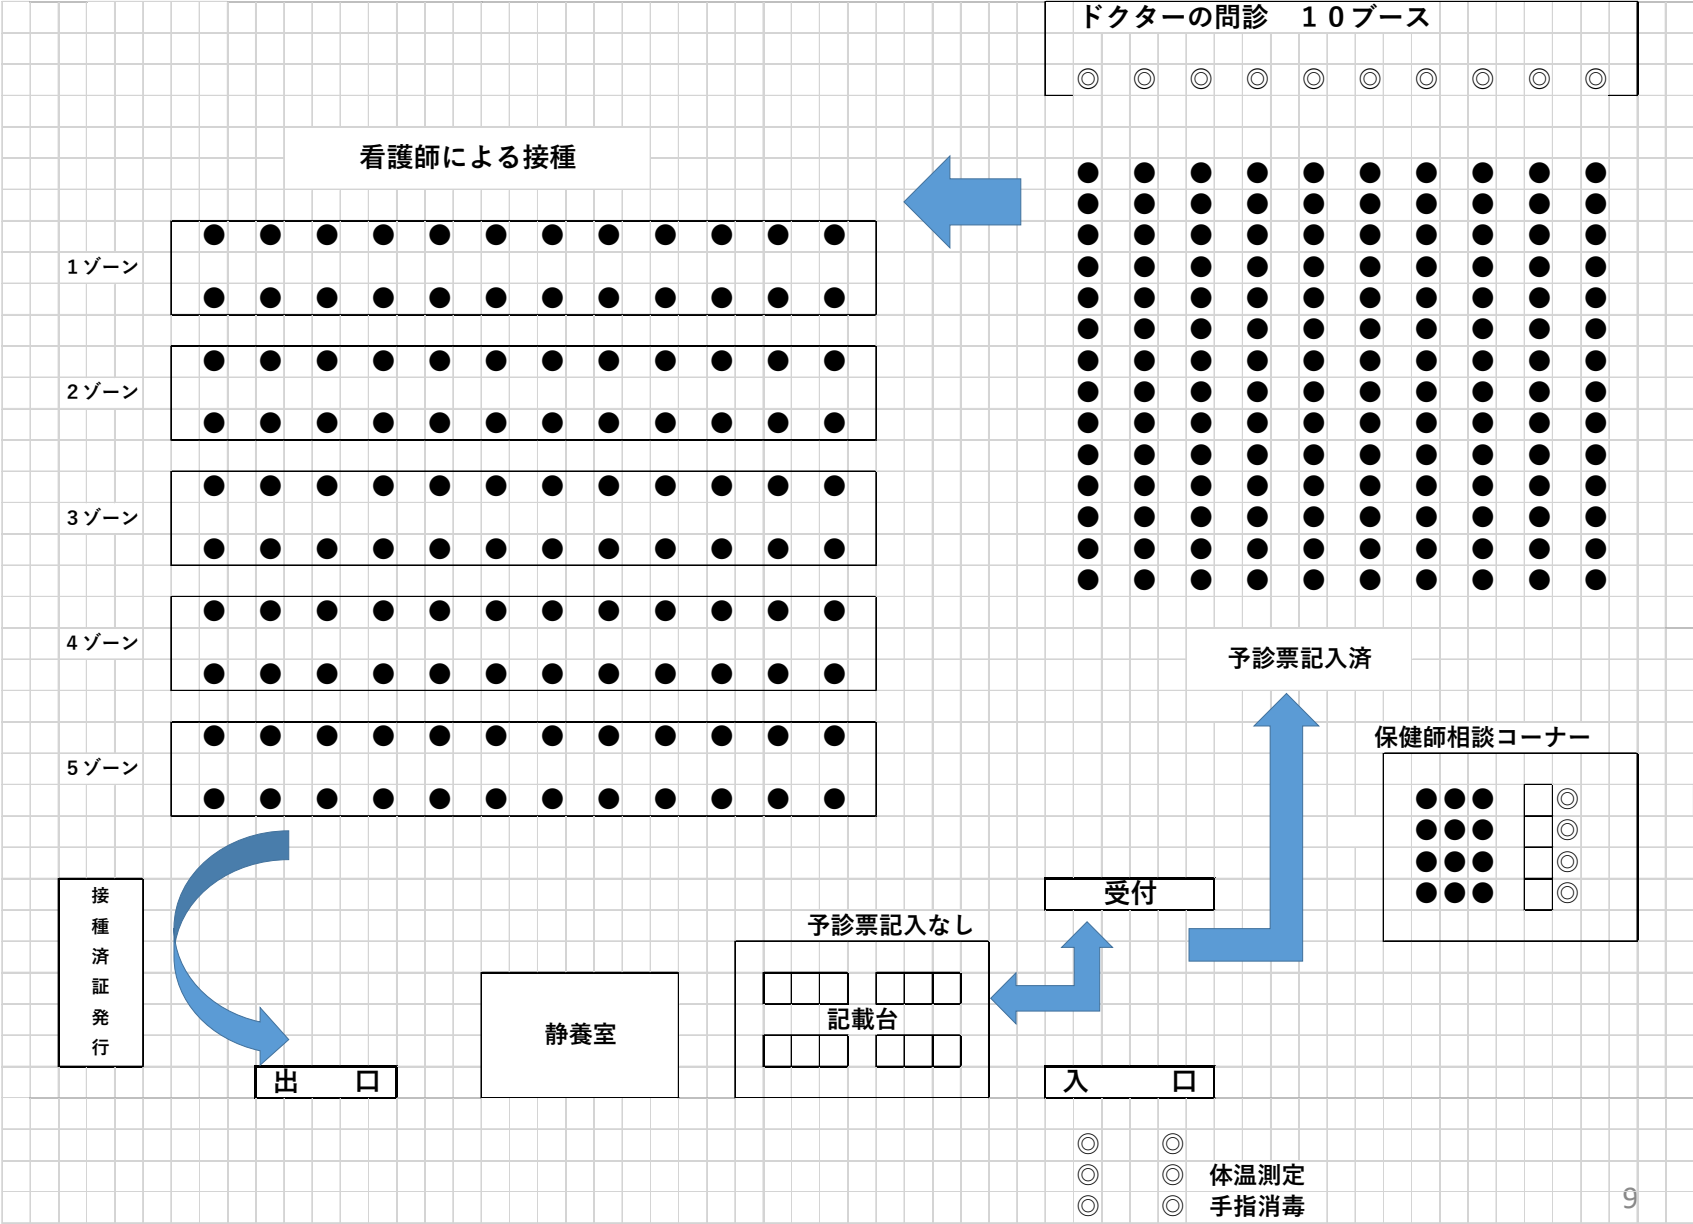 ドクターの問診　１０ブース
看護師による接種
1ゾーン
2ゾーン
3ゾーン
4ゾーン
5ゾーン
予診票記入済
保健師相談コーナー
受付
予診票記入なし
記載台
静養室
接種済証発行
出　口
入　口
体温測定
手指消毒
9